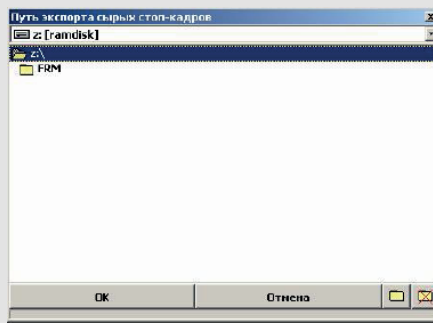 Путь экспорта сырых стоп-кадров
z: [ramdisk]
z:\
FRM
OK
Отмена